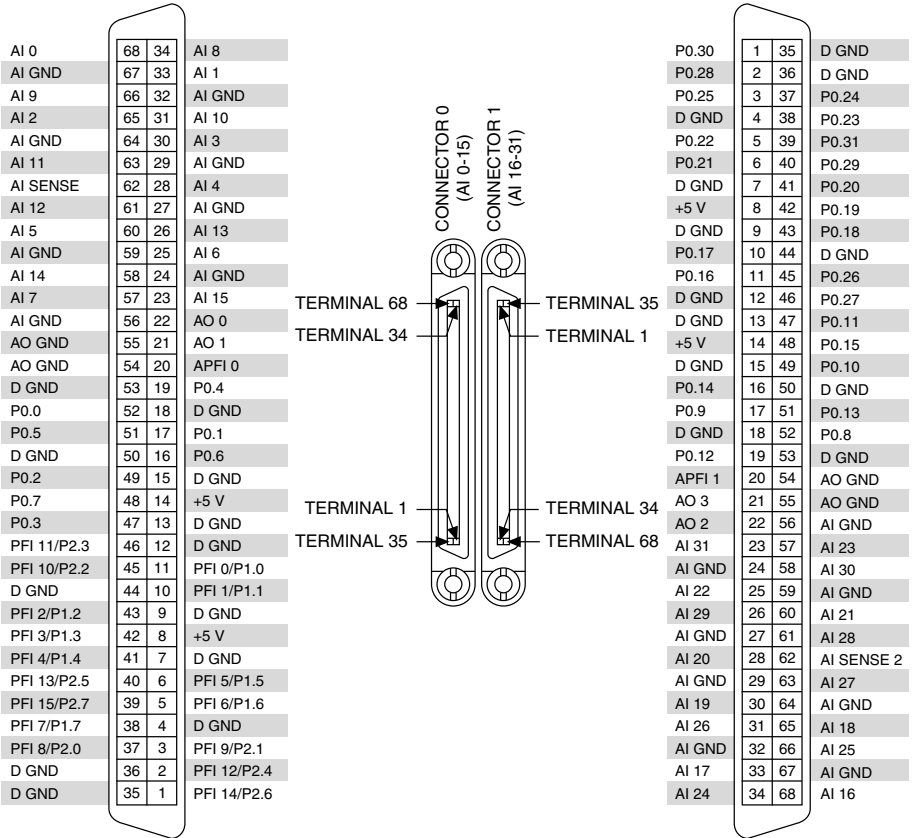 AI 0 68 34 AI 8
AI GND 67 33 AI 1
AI 9 66 32 AI GND
AI 2 65 31 AI 10
AI GND 64 30 AI 3
AI 11 63 29 AI GND
AI SENSE 62 28 AI 4
AI 12 61 27 AI GND
AI 5 60 26 AI 13
AI GND 59 25 AI 6
AI 14 58 24 AI GND
AI 7 57 23 AI 15
AI GND 56 22 AO 0
AO GND 55 21 AO 1
AO GND 54 20 APFI 0
D GND 53 19 P0.4
P0.0 52 18 D GND
P0.5 51 17 P0.1
D GND 50 16 P0.6
P0.2 49 15 D GND
P0.7 48 14 +5 V
P0.3 47 13 D GND
PFI 11/P2.3 46 12 D GND
PFI 10/P2.2 45 11 PFI 0/P1.0
D GND 44 10 PFI 1/P1.1
PFI 2/P1.2 43 9 D GND
PFI 3/P1.3 42 8 +5 V
PFI 4/P1.4 41 7 D GND
PFI 13/P2.5 40 6 PFI 5/P1.5
PFI 15/P2.7 39 5 PFI 6/P1.6
PFI 7/P1.7 38 4 D GND
PFI 8/P2.0 37 3 PFI 9/P2.1
D GND 36 2 PFI 12/P2.4
D GND 35 1 PFI 14/P2.6
CONNECTOR 0
(AI 0-15)
CONNECTOR 1
(AI 16-31)
TERMINAL 68
TERMINAL 34
TERMINAL 35
TERMINAL 1
TERMINAL 1
TERMINAL 35
TERMINAL 34
TERMINAL 68
P0.30 1 35 D GND
P0.28 2 36 D GND
P0.25 3 37 P0.24
D GND 4 38 P0.23
P0.22 5 39 P0.31
P0.21 6 40 P0.29
D GND 7 41 P0.20
+5 V 8 42 P0.19
D GND 9 43 P0.18
P0.17 10 44 D GND
P0.16 11 45 P0.26
D GND 12 46 P0.27
D GND 13 47 P0.11
+5 V 14 48 P0.15
D GND 15 49 P0.10
P0.14 16 50 D GND
P0.9 17 51 P0.13
D GND 18 52 P0.8
P0.12 19 53 D GND
APFI 1 20 54 AO GND
AO 3 21 55 AO GND
AO 2 22 56 AI GND
AI 31 23 57 AI 23
AI GND 24 58 AI 30
AI 22 25 59 AI GND
AI 29 26 60 AI 21
AI GND 27 61 AI 28
AI 20 28 62 AI SENSE 2
AI GND 29 63 AI 27
AI 19 30 64 AI GND
AI 26 31 65 AI 18
AI GND 32 66 AI 25
AI 17 33 67 AI GND
AI 24 34 68 AI 16